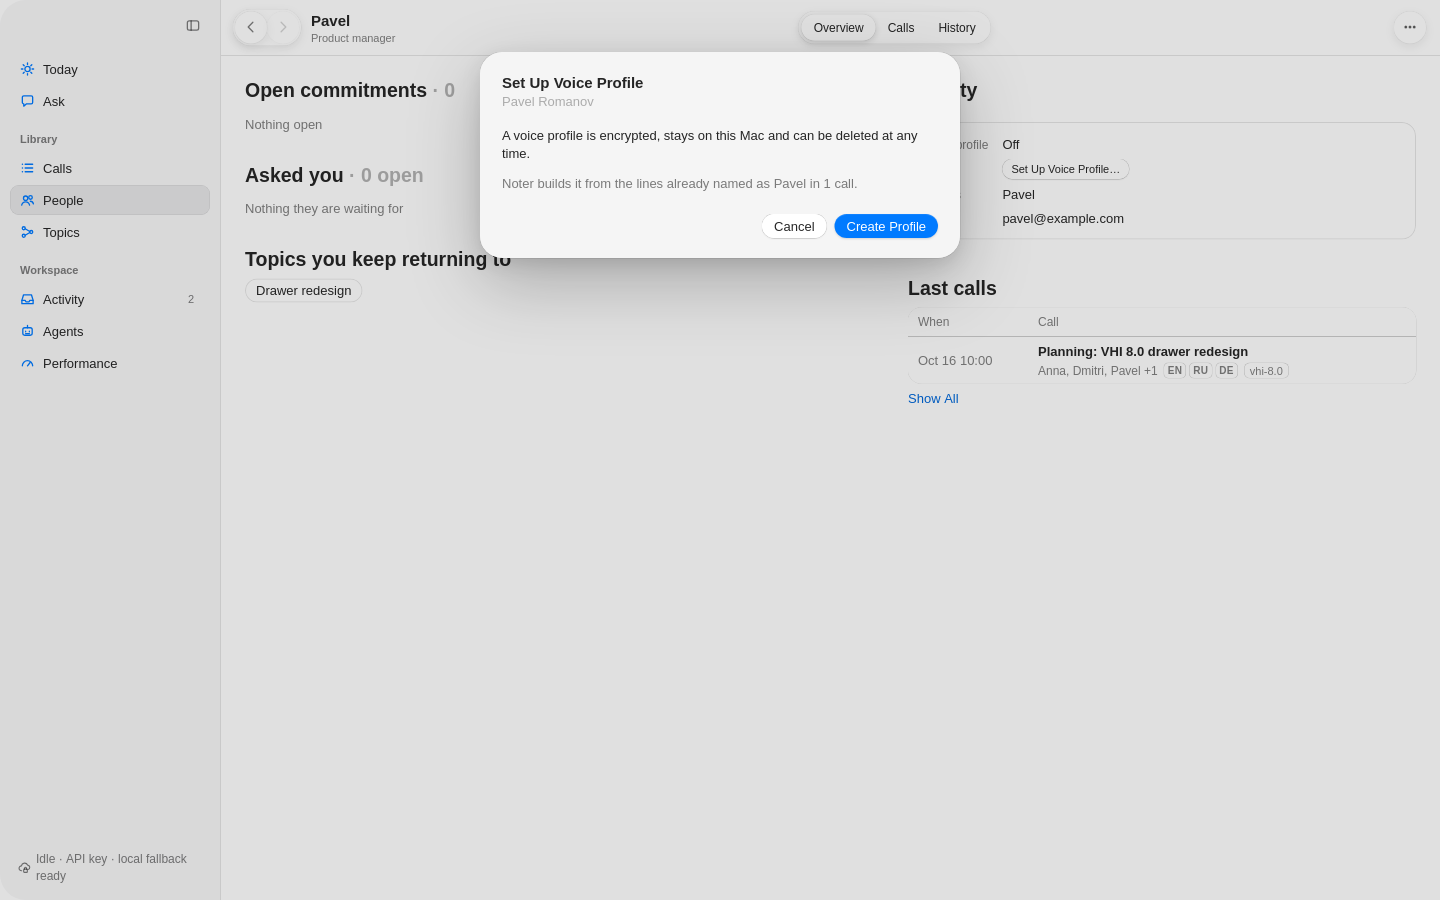 Pavel
Product manager
Overview
Calls
History
Today
Ask
Library
Calls
People
Topics
Workspace
Activity 2
Agents
Performance
Idle · API key · local fallback
ready
Set Up Voice Profile
Pavel Romanov
A voice profile is encrypted, stays on this Mac and can be deleted at any
time.
Noter builds it from the lines already named as Pavel in 1 call.
Cancel
Create Profile
Open commitments · 0
Nothing open
Asked you · 0 open
Nothing they are waiting for
Topics you keep returning to
Drawer redesign
profile Off
Set Up Voice Profile…
Pavel
pavel@example.com
Last calls
When Call
Oct 16 10:00
Planning: VHI 8.0 drawer redesign
Anna, Dmitri, Pavel +1 EN RU DE vhi-8.0
Show All